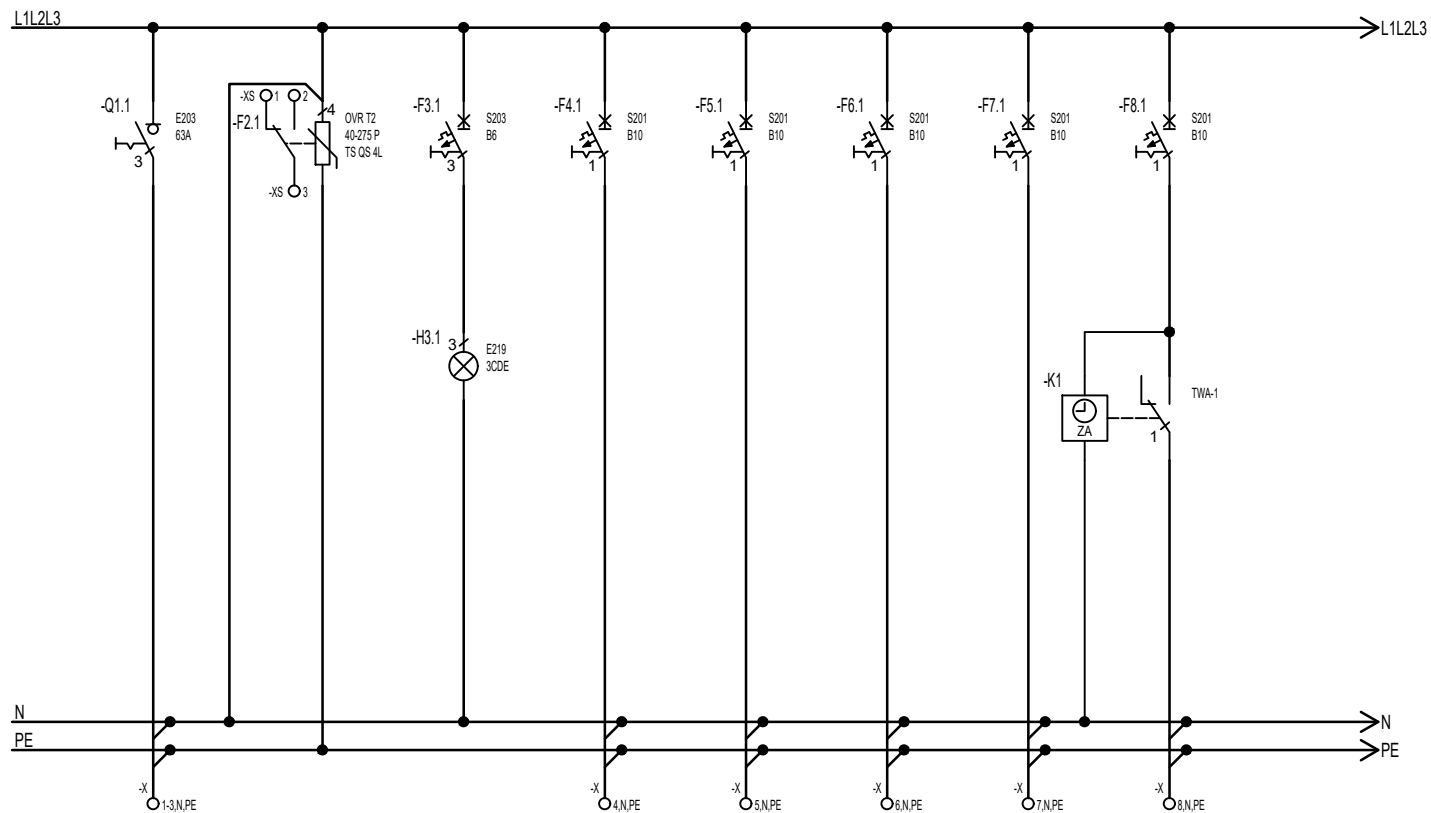 L1L2L3
L1L2L3
-Q1.1
E203
63A
3
-XS 1 2
-F2.1
-XS 3
4
OVR T2
40-275 P
TS QS 4L
-F3.1
S203
B6
3
-F4.1
S201
B10
1
-F5.1
S201
B10
1
-F6.1
S201
B10
1
-F7.1
S201
B10
1
-F8.1
S201
B10
1
-H3.1
3
E219
3CDE
-K1
ZA
TWA-1
1
N
N
PE
PE
-X
1-3,N,PE
-X
4,N,PE
-X
5,N,PE
-X
6,N,PE
-X
7,N,PE
-X
8,N,PE